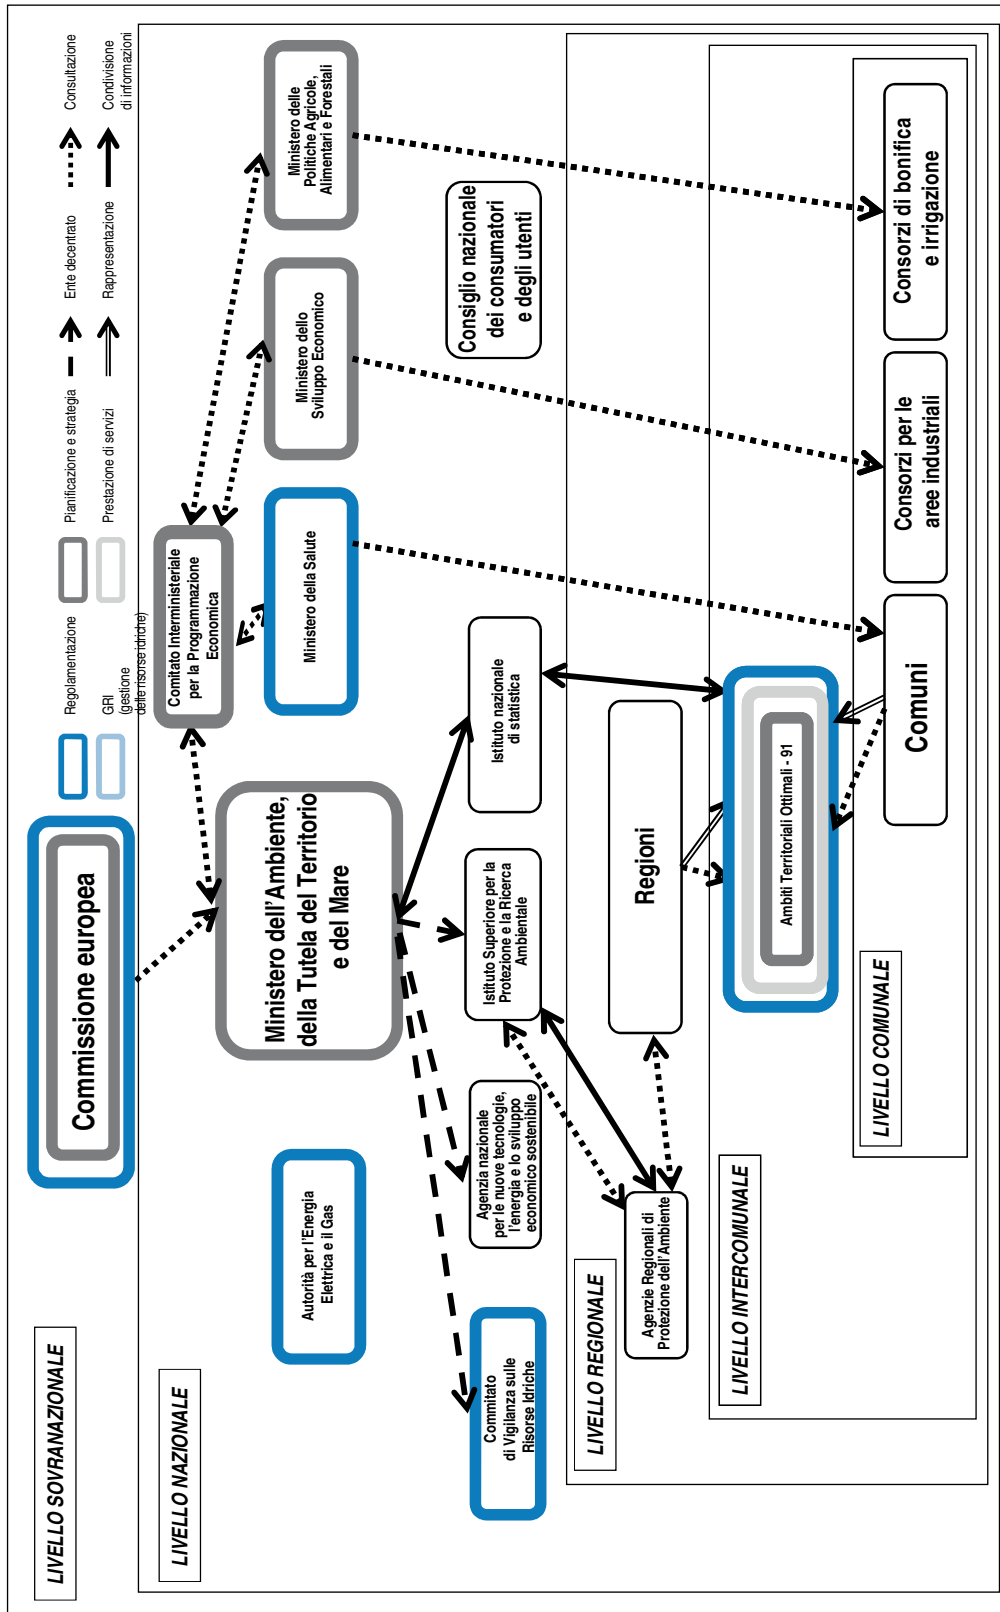 LIVELLO SOVRANAZIONALE
Commissione europea
Regolamentazione
Pianificazione e strategia
Ente decentrato
Consultazione
GRI
(gestione
delle risorse idriche)
Prestazione di servizi
Rappresentazione
Condivisione
di informazioni
LIVELLO NAZIONALE
Comitato Interministeriale
per la Programmazione
Economica
Autorità per l'Energia
Elettrica e il Gas
Ministero dell'Ambiente,
della Tutela del Territorio
e del Mare
Ministero della Salute
Ministero dello
Sviluppo Economico
Ministero delle
Politiche Agricole,
Alimentari e Forestali
Commitato
di Vigilanza sulle
Risorse Idriche
Agenzia nazionale
per le nuove tecnologie,
l'energia e lo sviluppo
economico sostenibile
Istituto Superiore per la
Protezione e la Ricerca
Ambientale
Istituto nazionale
di statistica
Consiglio nazionale
dei consumatori
e degli utenti
LIVELLO REGIONALE
Agenzie Regionali di
Protezione dell'Ambiente
Regioni
LIVELLO INTERCOMUNALE
Ambiti Territoriali Ottimali - 91
LIVELLO COMUNALE
Comuni
Consorzi per le
aree industriali
Consorzi di bonifica
e irrigazione